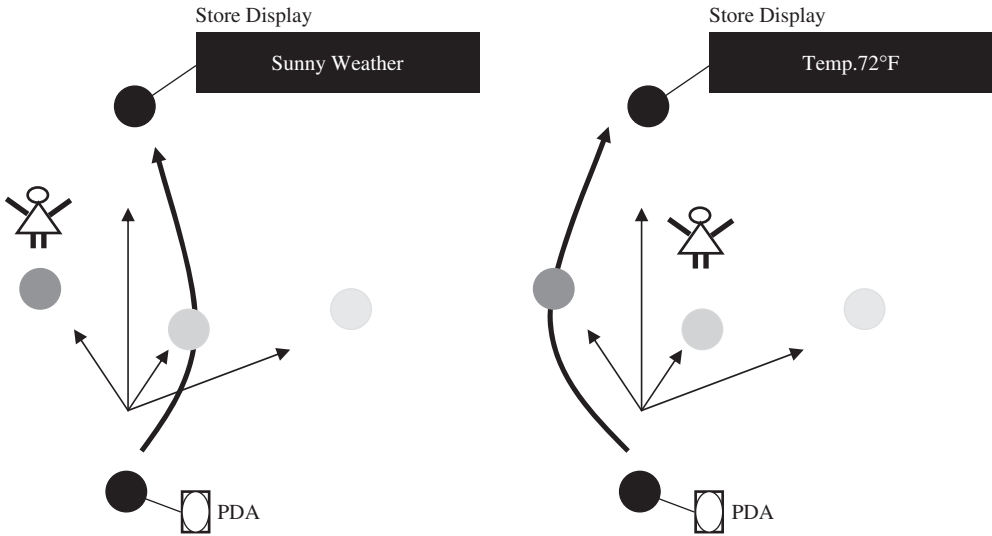 Store Display
Sunny Weather
PDA
Store Display
Temp.72°F
PDA